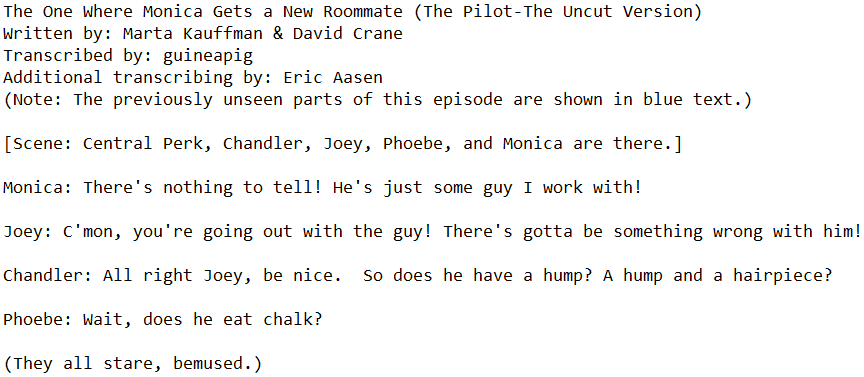 The One Where Monica Gets a New Roommate (The Pilot-The Uncut Version)
Written by: Marta Kauffman & David Crane
Transcribed by: guineapig
Additional transcribing by: Eric Aasen
(Note: The previously unseen parts of this episode are shown in blue text.)
[Scene: Central Perk, Chandler, Joey, Phoebe, and Monica are there.]
Monica: There's nothing to tell! He's just some guy I work with!
Joey: C'mon, you're going out with the guy! There's gotta be something wrong with him!
Chandler: All right Joey, be nice.  So does he have a hump? A hump and a hairpiece?
Phoebe: Wait, does he eat chalk?
(They all stare, bemused.)